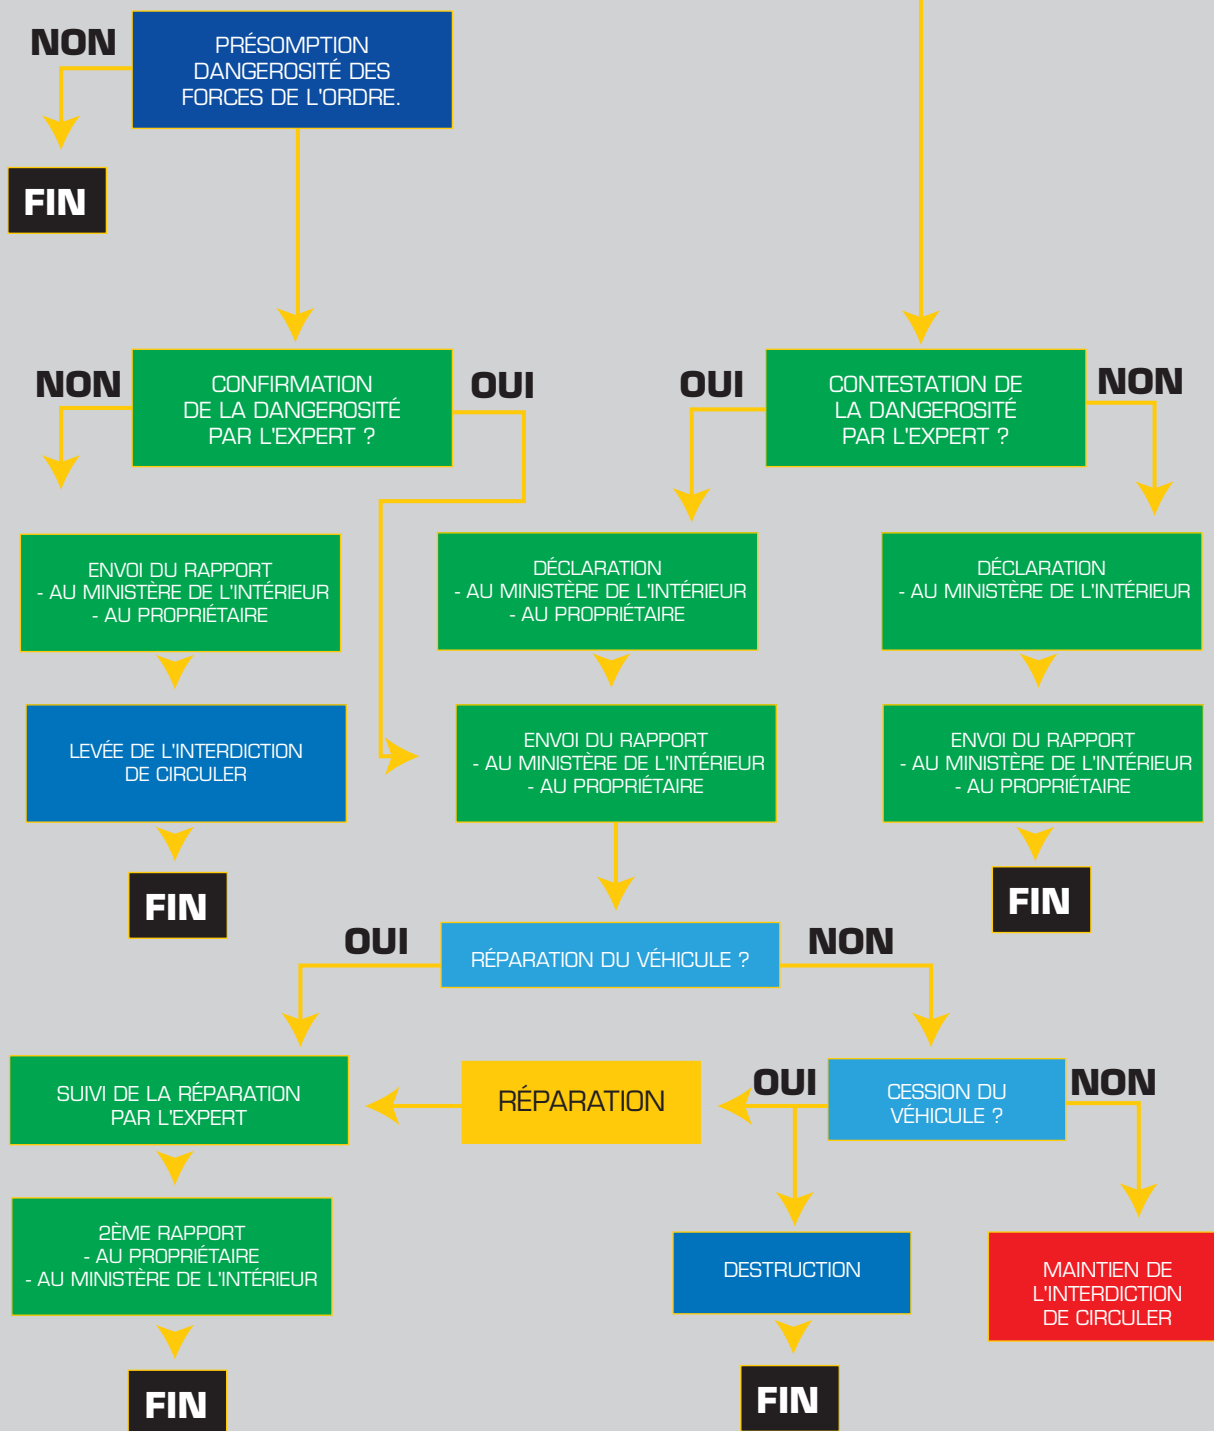 NON
PRÉSOMPTION
DANGEROSITÉ DES
FORCES DE L'ORDRE.
FIN
NON
CONFIRMATION
DE LA DANGEROSITÉ
PAR L'EXPERT ?
OUI
OUI
CONTESTATION DE
LA DANGEROSITÉ
PAR L'EXPERT ?
NON
ENVOI DU RAPPORT
- AU MINISTÈRE DE L'INTÉRIEUR
- AU PROPRIÉTAIRE
DÉCLARATION
- AU MINISTÈRE DE L'INTÉRIEUR
- AU PROPRIÉTAIRE
DÉCLARATION
- AU MINISTÈRE DE L'INTÉRIEUR
LEVÉE DE L'INTERDICTION
DE CIRCULER
ENVOI DU RAPPORT
- AU MINISTÈRE DE L'INTÉRIEUR
- AU PROPRIÉTAIRE
ENVOI DU RAPPORT
- AU MINISTÈRE DE L'INTÉRIEUR
- AU PROPRIÉTAIRE
FIN
FIN
OUI
RÉPARATION DU VÉHICULE ?
NON
SUIVI DE LA RÉPARATION
PAR L'EXPERT
RÉPARATION
OUI
CESSION DU
VÉHICULE ?
NON
2ÈME RAPPORT
- AU PROPRIÉTAIRE
- AU MINISTÈRE DE L'INTÉRIEUR
DESTRUCTION
MAINTIEN DE
L'INTERDICTION
DE CIRCULER
FIN
FIN